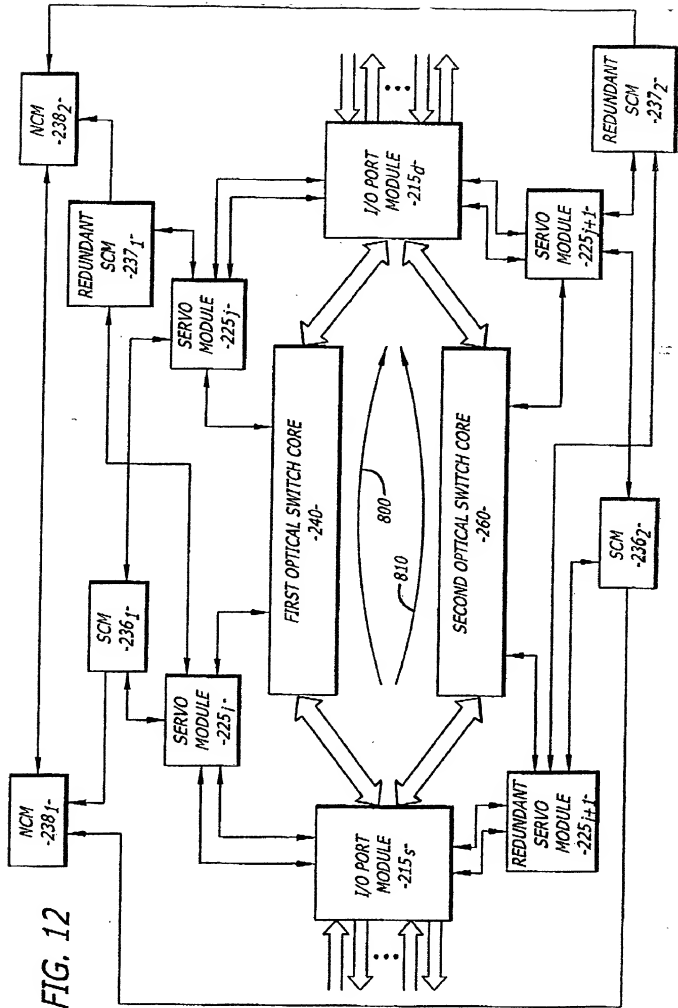 FIG. 12
NCM
-238₁-
NCM
-238₂-
SCM
-236₁-
REDUNDANT
SCM
-237₁-
SERVO
MODULE
-225ᵢ-
SERVO
MODULE
-225ⱼ-
I/O PORT
MODULE
-215s-
FIRST OPTICAL SWITCH CORE
-240-
I/O PORT
MODULE
-215d-
800
810
SECOND OPTICAL SWITCH CORE
-260-
REDUNDANT
SERVO
MODULE
-225ᵢ₊₁-
SERVO
MODULE
-225ⱼ₊₁-
SCM
-236₂-
REDUNDANT
SCM
-237₂-